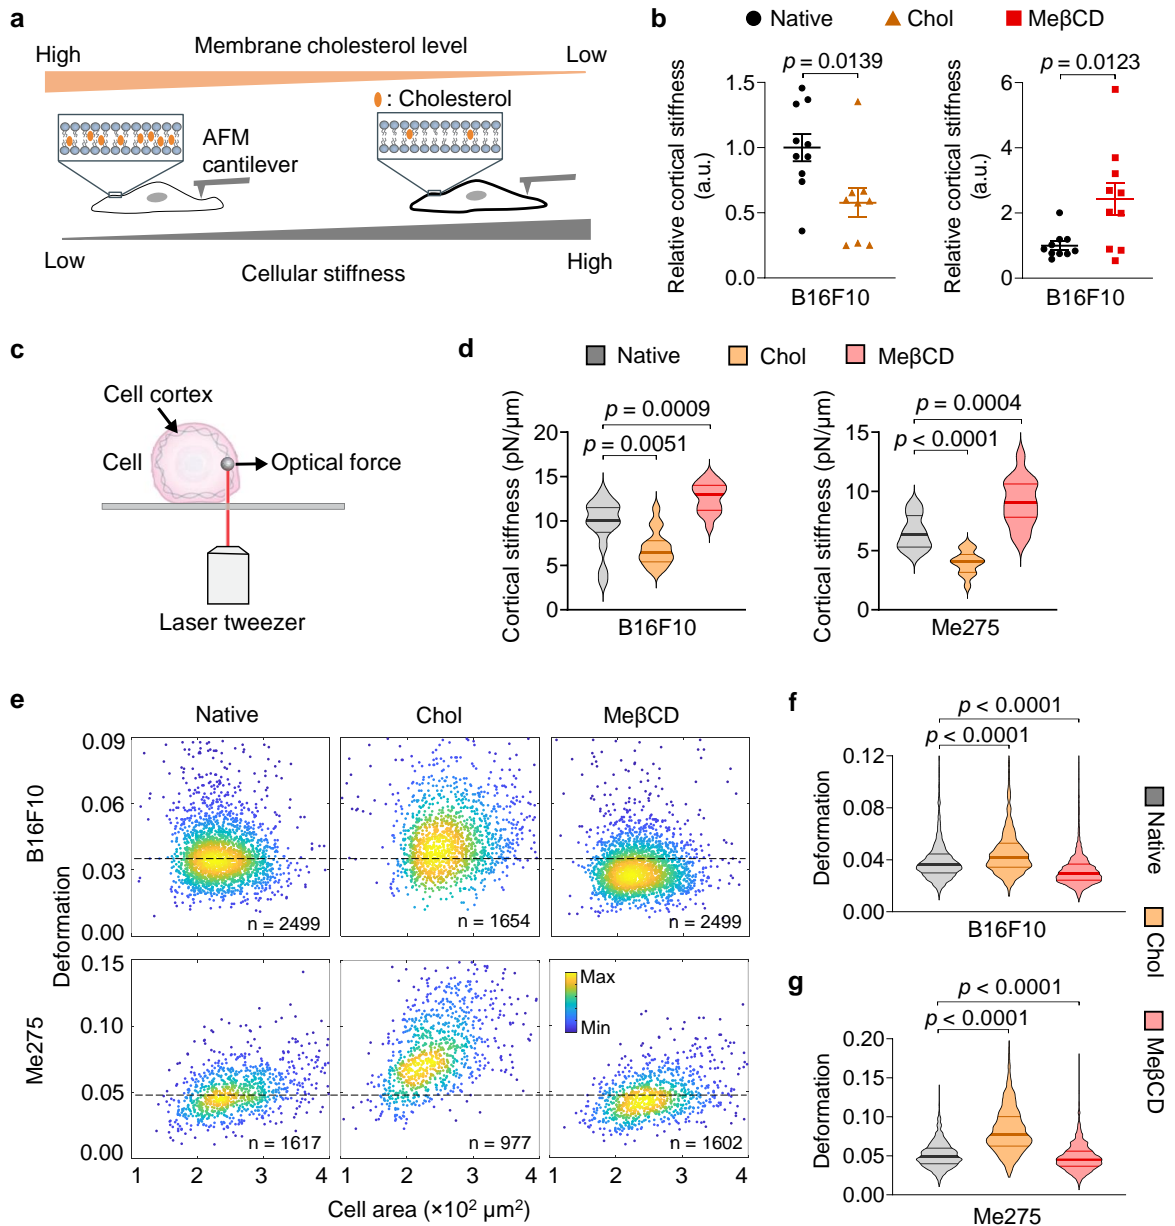 a
Membrane cholesterol level
High
Low
: Cholesterol
AFM
cantilever
Low
High
Cellular stiffness
b
Native
Chol
MeβCD
p = 0.0139
Relative cortical stiffness
(a.u.)
1.5
1.0
0.5
0.0
B16F10
p = 0.0123
Relative cortical stiffness
(a.u.)
6
4
2
0
B16F10
c
Cell cortex
Cell
Optical force
Laser tweezer
d
Native
Chol
MeβCD
p = 0.0009
p = 0.0051
Cortical stiffness (pN/μm)
20
15
10
5
0
B16F10
p = 0.0004
p < 0.0001
Cortical stiffness (pN/μm)
15
10
5
0
Me275
e
Native
Chol
MeβCD
B16F10
Deformation
0.09
0.06
0.03
0.00
n = 2499
n = 1654
n = 2499
Me275
0.15
0.10
0.05
0.00
Max
Min
n = 1617
n = 977
n = 1602
1 2 3 4
1 2 3 4
1 2 3 4
Cell area (×10² μm²)
f
p < 0.0001
p < 0.0001
Deformation
0.12
0.08
0.04
0.00
B16F10
g
p < 0.0001
p < 0.0001
Deformation
0.20
0.15
0.10
0.05
0.00
Me275
Native
Chol
MeβCD